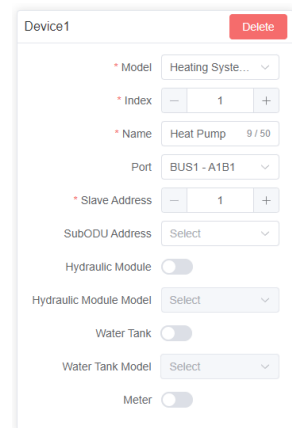 Device1 Delete
* Model Heating Syste...
* Index − 1 +
* Name Heat Pump 9 / 50
Port BUS1 - A1B1
* Slave Address − 1 +
SubODU Address Select
Hydraulic Module
Hydraulic Module Model Select
Water Tank
Water Tank Model Select
Meter